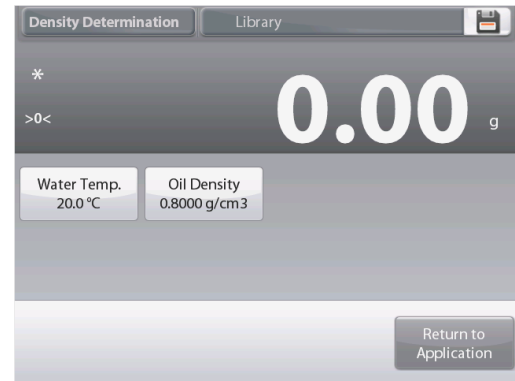 Density Determination
Library
*
>0<
0.00 g
Water Temp.
20.0 °C
Oil Density
0.8000 g/cm3
Return to
Application